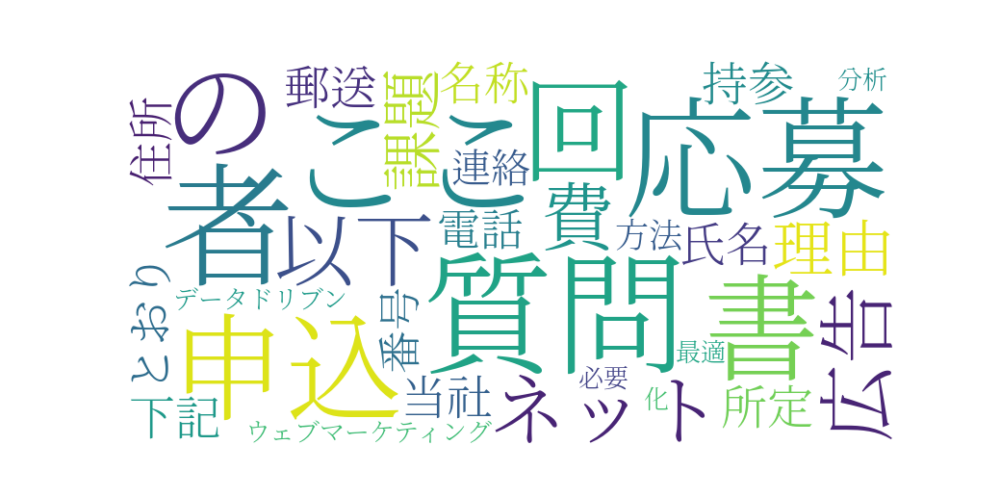 郵送
課題
名称
持参
分析
住所
の
ここ
回
応募
者
連絡
費
以下
電話
方法
氏名
理由
質問
書
広告
とおり
データドリブン
番号
申込
当社
ネット
最適
必要
化
所定
下記
ウェブマーケティング